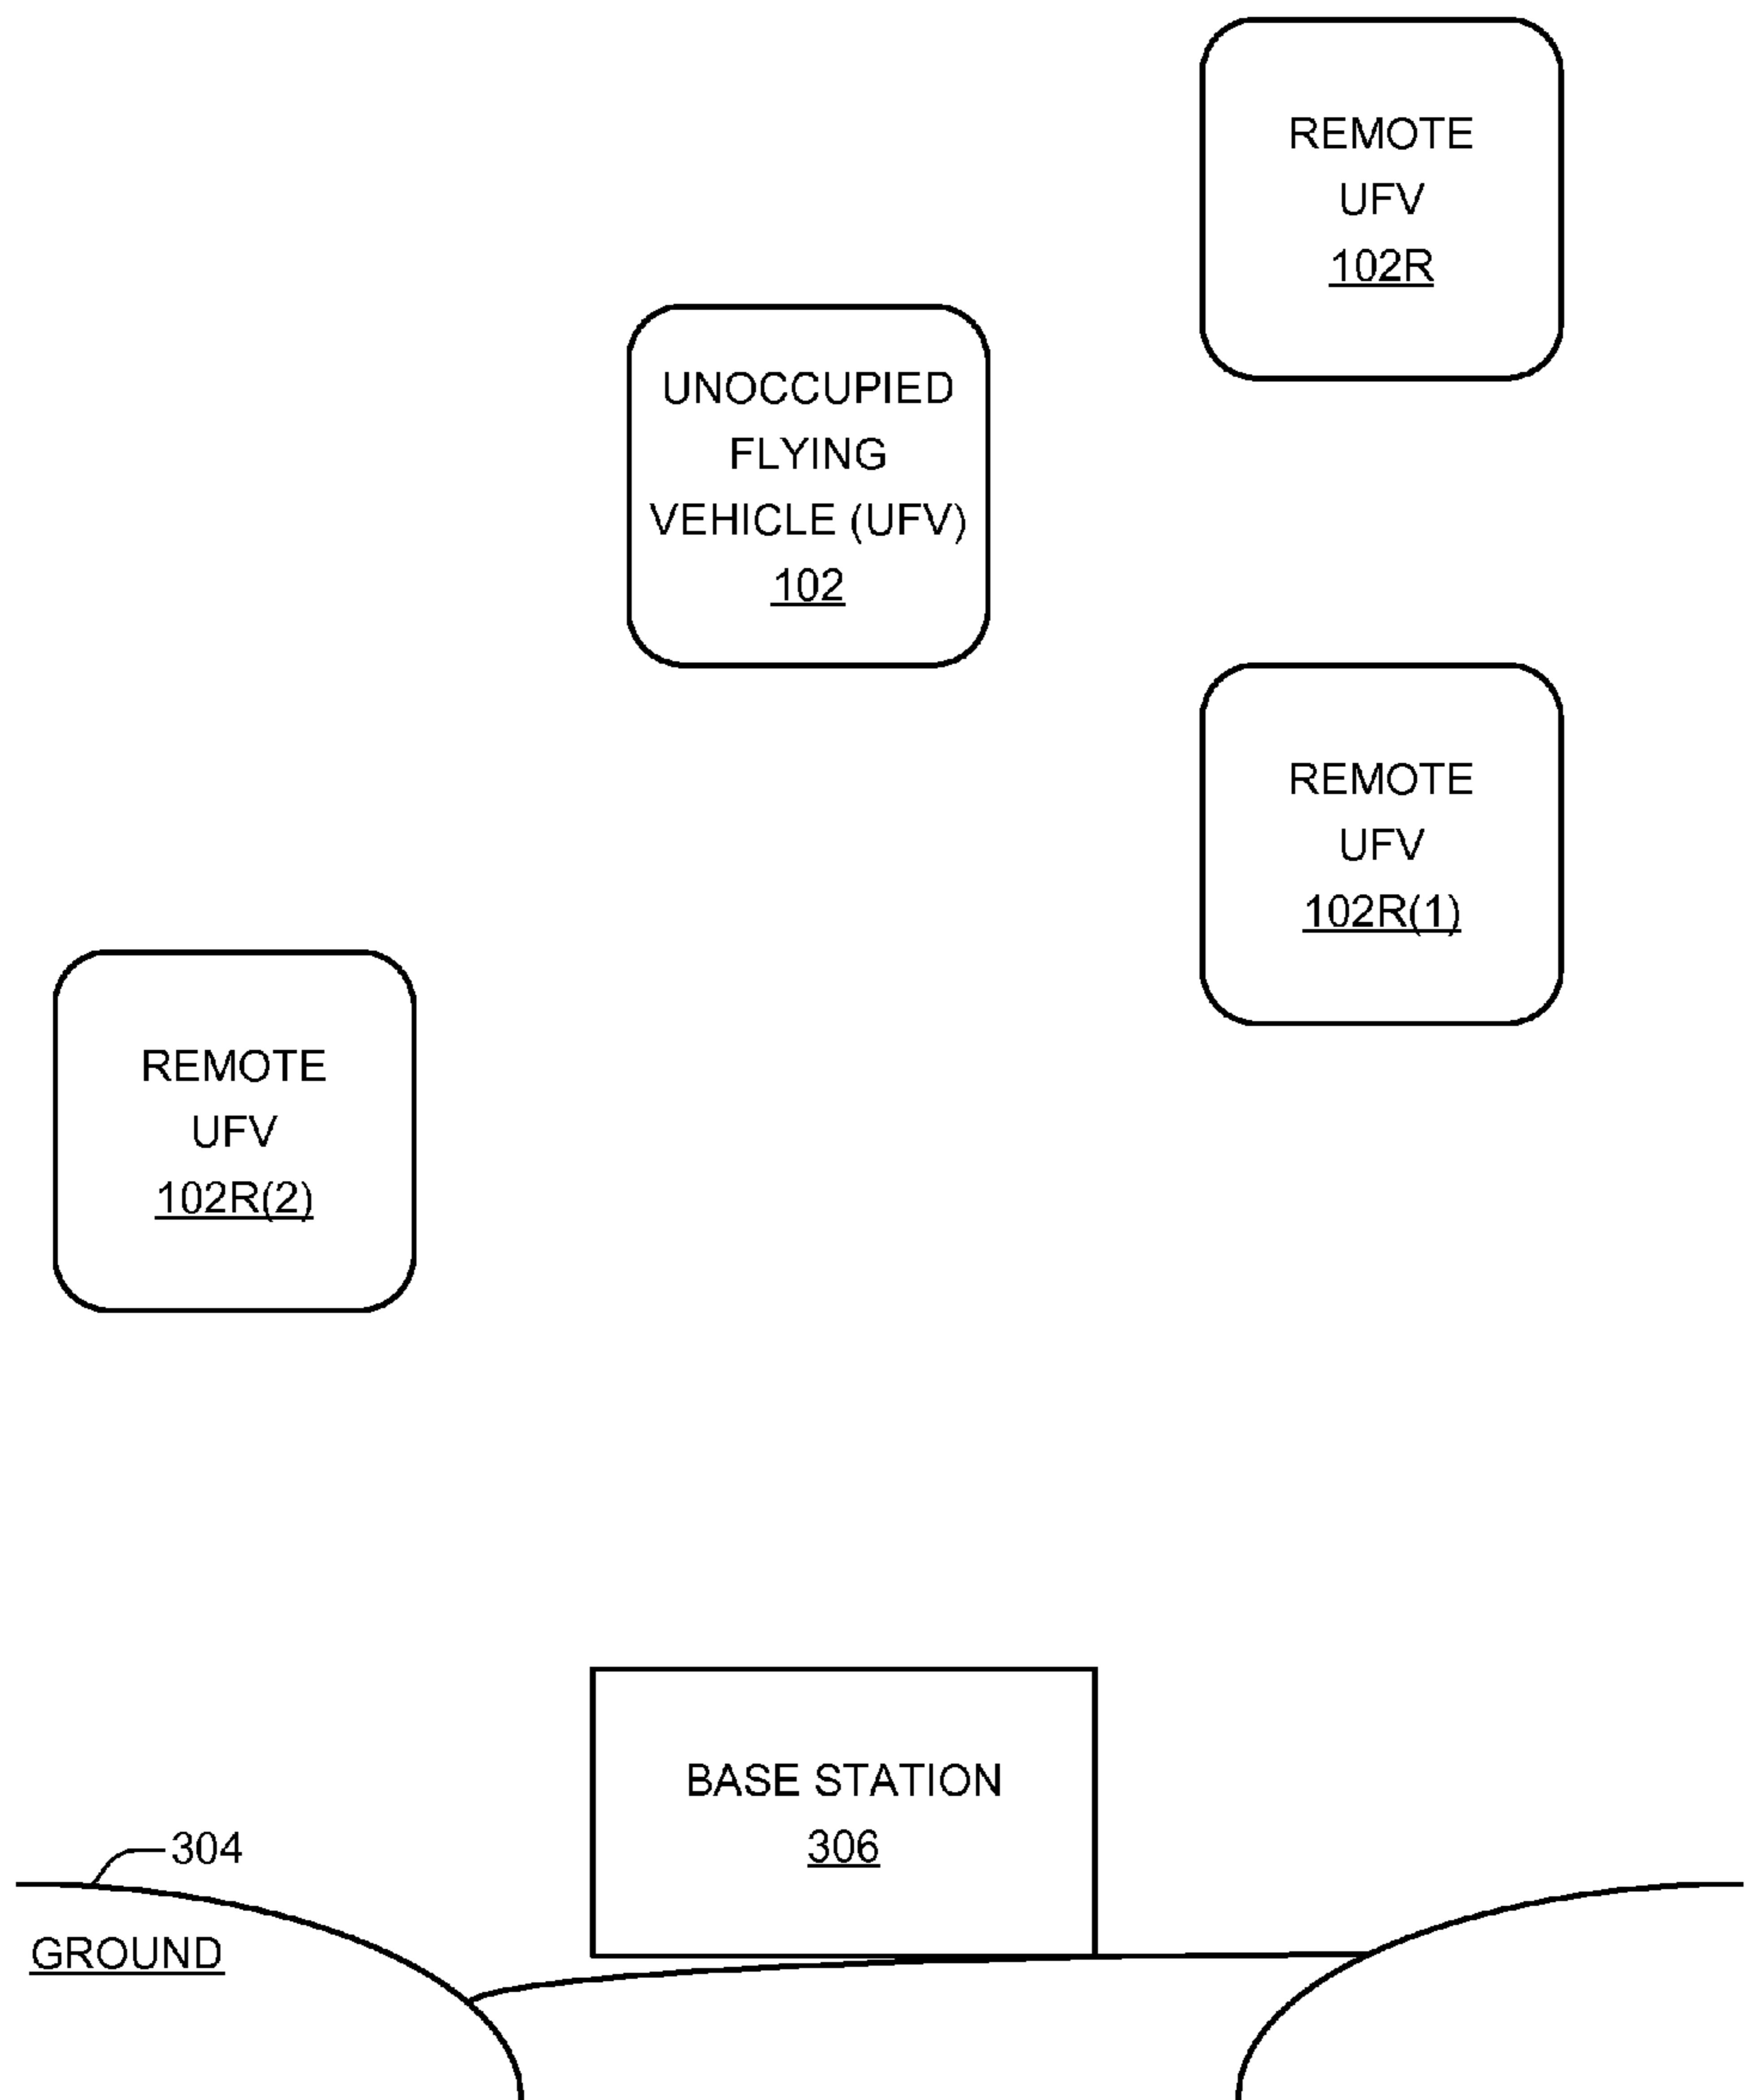 REMOTE
UFV
102R
UNOCCUPIED
FLYING
VEHICLE (UFV)
102
REMOTE
UFV
102R(1)
REMOTE
UFV
102R(2)
BASE STATION
306
304
GROUND